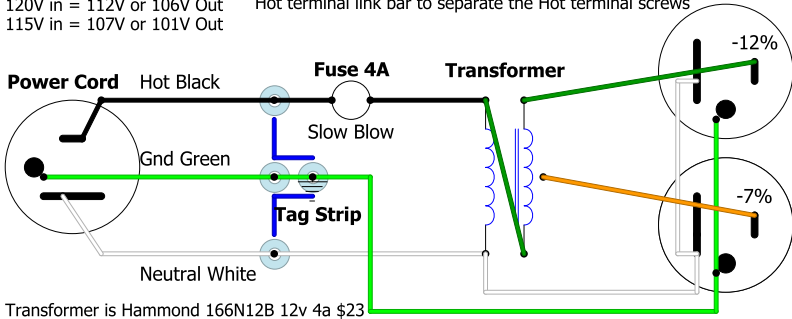 120V in = 112V or 106V Out
Hot terminal link bar to separate the Hot terminal screws
115V in = 107V or 101V Out
-12%
Fuse 4A
Transformer
Power Cord
Hot Black
Slow Blow
Gnd Green
-7%
Tag Strip
Neutral White
Transformer is Hammond 166N12B 12v 4a $23